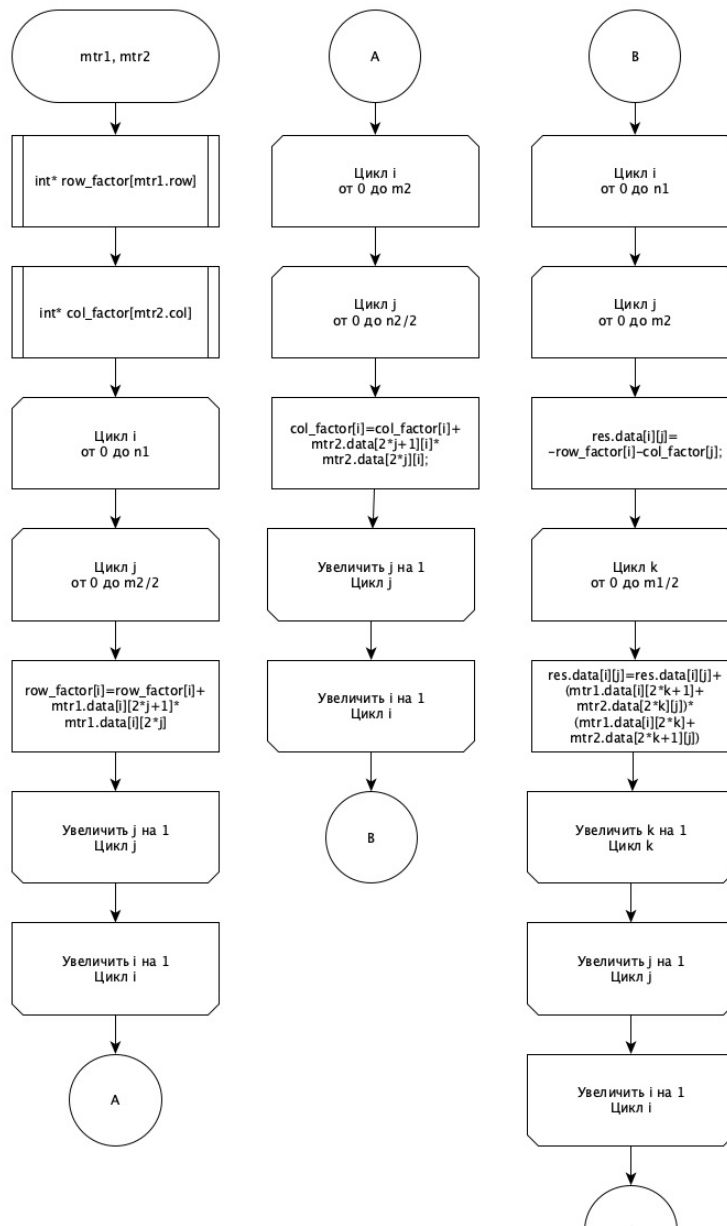 mtr1, mtr2
int* row_factor[mtr1.row]
int* col_factor[mtr2.col]
Цикл i
от 0 до n1
Цикл j
от 0 до m2/2
row_factor[i]=row_factor[i]+
mtr1.data[i][2*j+1]*
mtr1.data[i][2*j]
Увеличить j на 1
Цикл j
Увеличить i на 1
Цикл i
A
A
Цикл i
от 0 до m2
Цикл j
от 0 до n2/2
col_factor[i]=col_factor[i]+
mtr2.data[2*j+1][i]*
mtr2.data[2*j][i];
Увеличить j на 1
Цикл j
Увеличить i на 1
Цикл i
B
B
Цикл i
от 0 до n1
Цикл j
от 0 до m2
res.data[i][j]=
-row_factor[i]-col_factor[j];
Цикл k
от 0 до m1/2
res.data[i][j]=res.data[i][j]+
(mtr1.data[i][2*k+1]+
mtr2.data[2*k][j])*
(mtr1.data[i][2*k]+
mtr2.data[2*k+1][j])
Увеличить k на 1
Цикл k
Увеличить j на 1
Цикл j
Увеличить i на 1
Цикл i